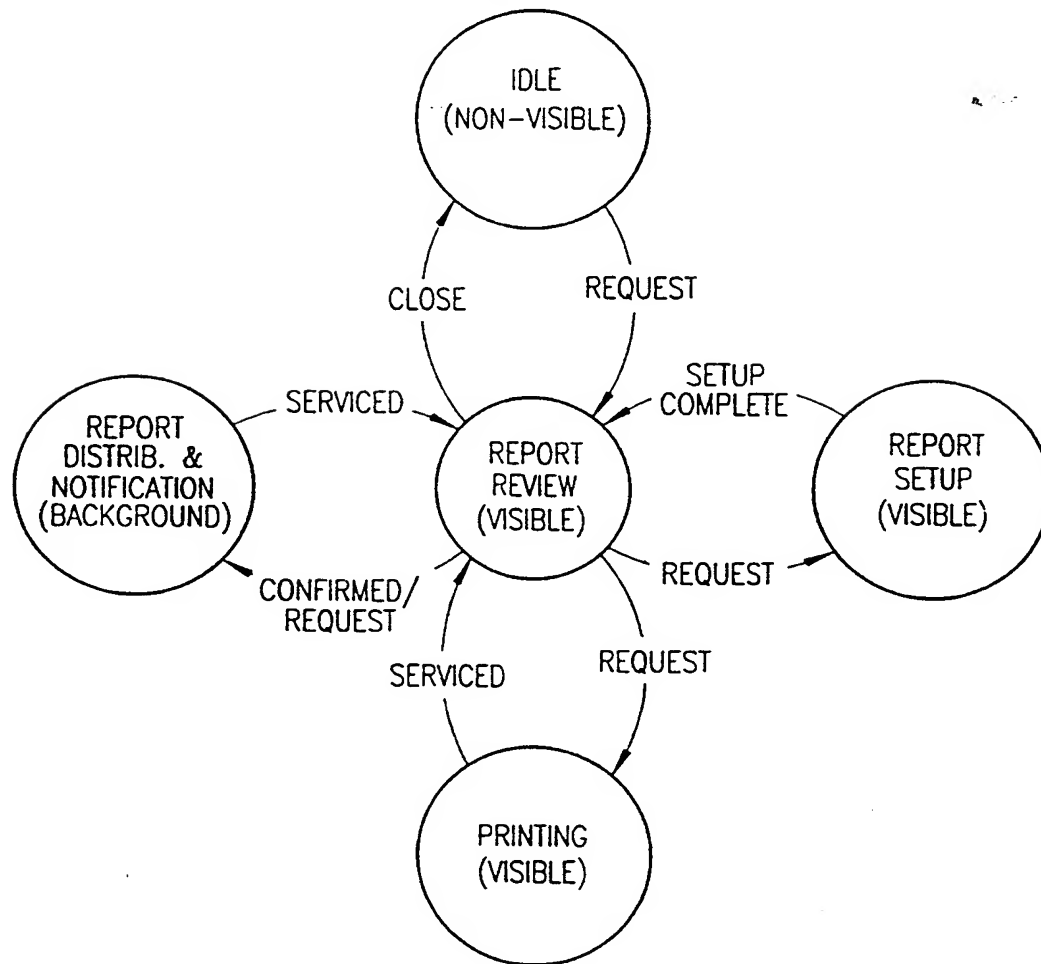 IDLE
(NON-VISIBLE)
CLOSE
REQUEST
SERVICED
SETUP
COMPLETE
REPORT
DISTRIB. &
NOTIFICATION
(BACKGROUND)
REPORT
REVIEW
(VISIBLE)
REPORT
SETUP
(VISIBLE)
CONFIRMED/
REQUEST
REQUEST
SERVICED
REQUEST
PRINTING
(VISIBLE)